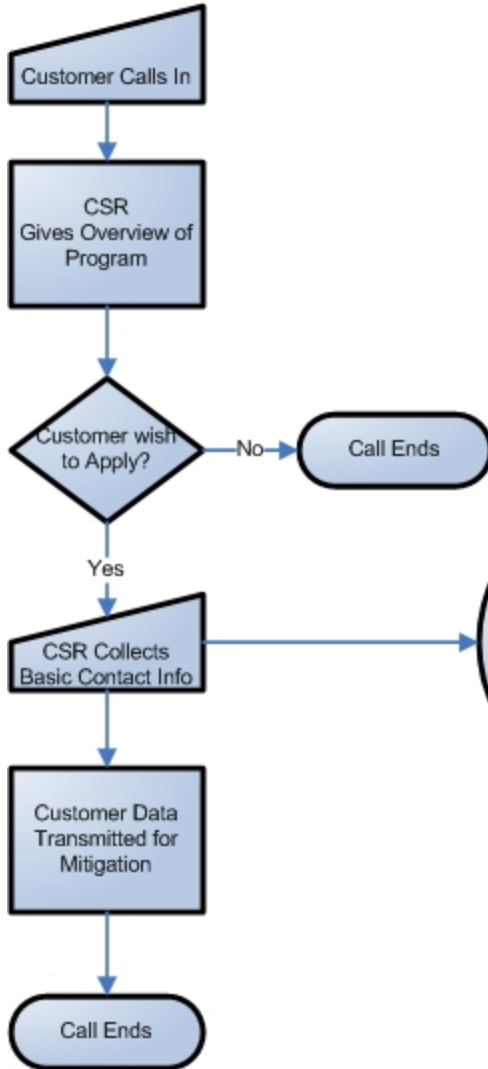 Customer Calls In
CSR
Gives Overview of
Program
Customer wish
to Apply?
No
Call Ends
Yes
CSR Collects
Basic Contact Info
Customer Data
Transmitted for
Mitigation
Call Ends